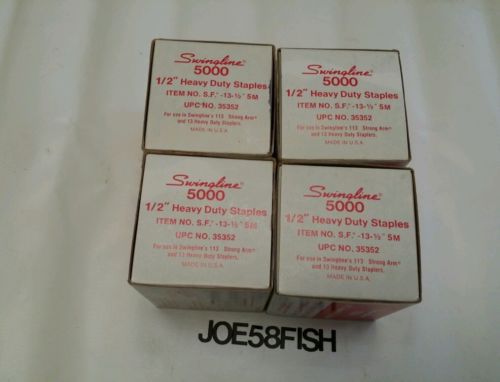 Swingline®
5000
1/2" Heavy Duty Staples
ITEM NO. S.F.® -13-½" 5M
UPC NO. 35352
For use in Swingline's 113 Strong Arm®
and 13 Heavy Duty Staplers.
MADE IN U.S.A.
Swingline®
5000
1/2" Heavy Duty Staples
ITEM NO. S.F.® -13-½" 5M
UPC NO. 35352
For use in Swingline's 113 Strong Arm®
and 13 Heavy Duty Staplers.
MADE IN U.S.A.
Swingline®
5000
1/2" Heavy Duty Staples
ITEM NO. S.F.® -13-½" 5M
UPC NO. 35352
For use in Swingline's 113 Strong Arm®
and 13 Heavy Duty Staplers.
MADE IN U.S.A.
Swingline®
5000
1/2" Heavy Duty Staples
ITEM NO. S.F.® -13-½" 5M
UPC NO. 35352
For use in Swingline's 113 Strong Arm®
and 13 Heavy Duty Staplers.
MADE IN U.S.A.
JOE58FISH